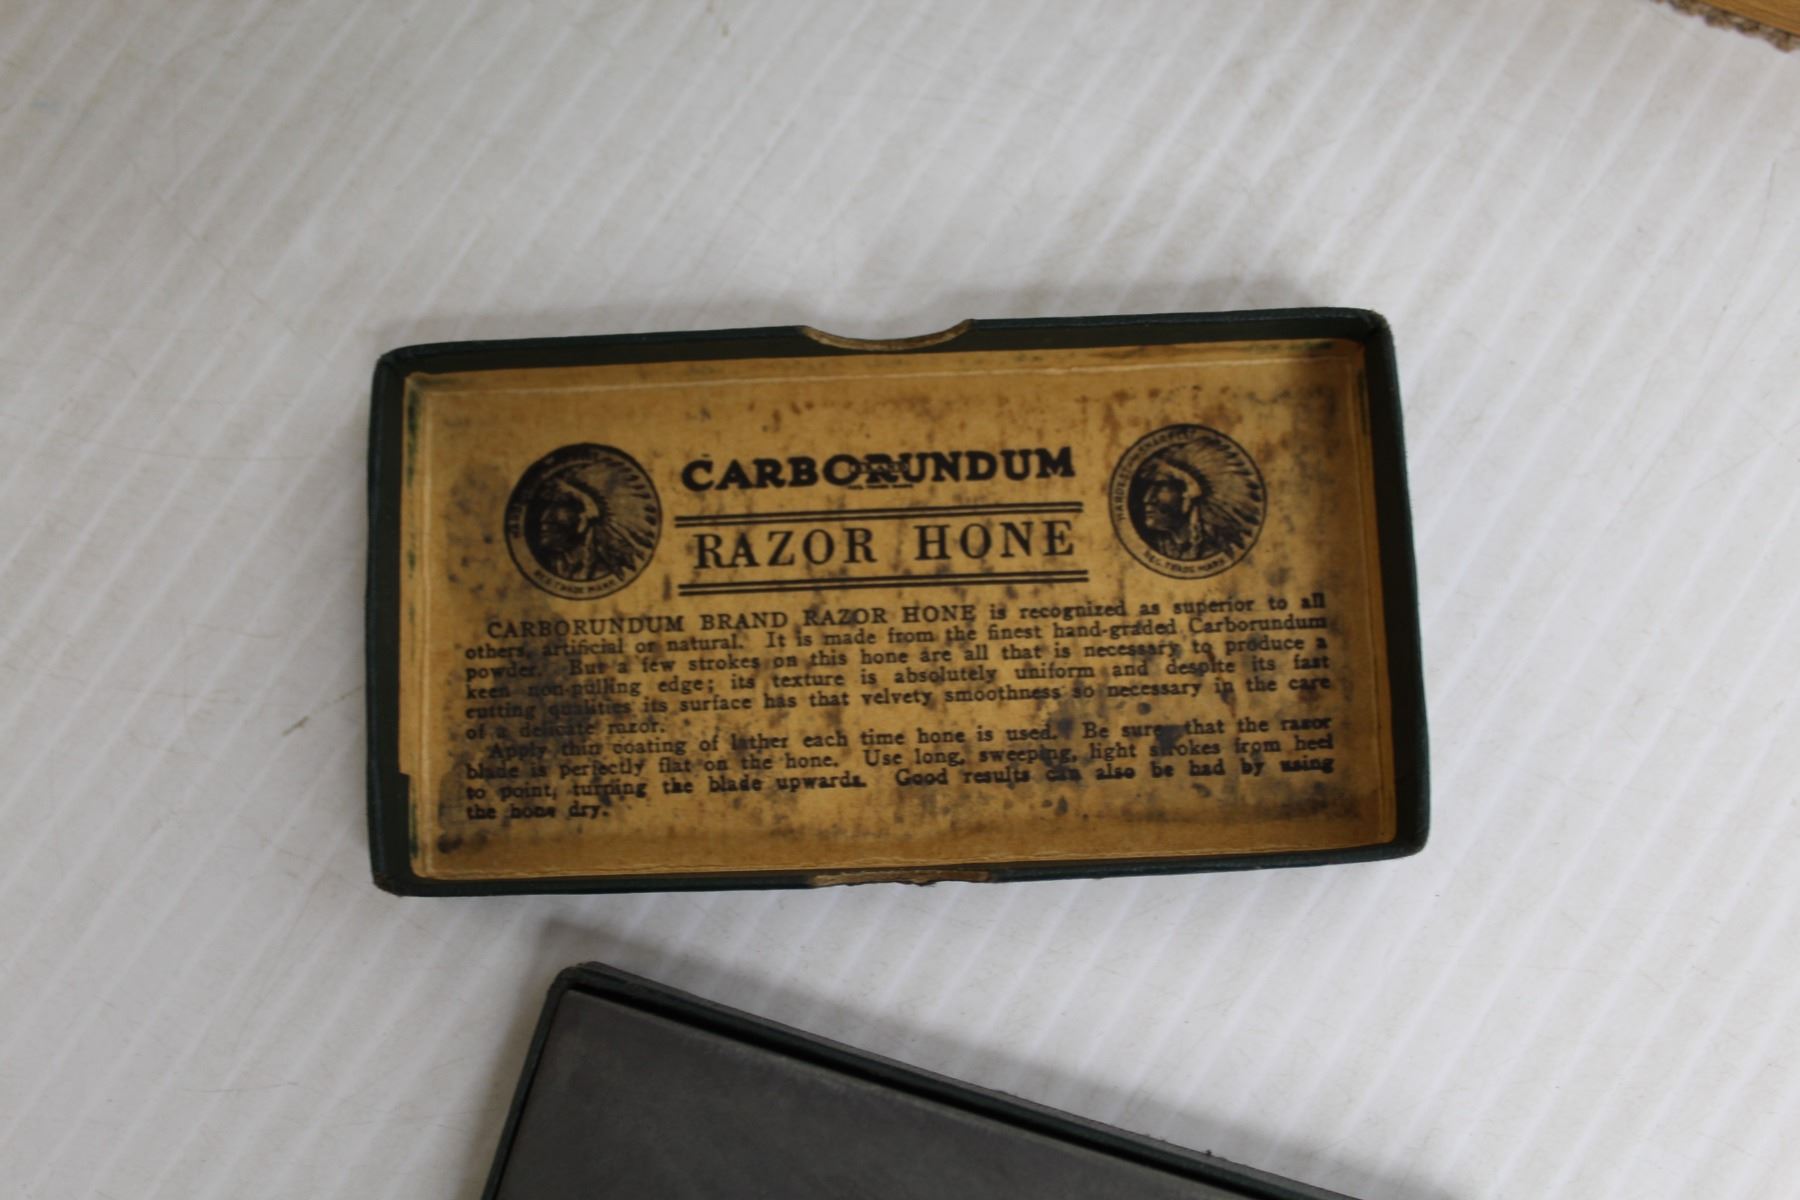 CARBORUNDUM
RAZOR HONE
REG. TRADE MARK
REG. TRADE MARK
CARBORUNDUM BRAND RAZOR HONE is recognized as superior to all
others, artificial or natural. It is made from the finest hand-graded Carborundum
powder. But a few strokes on this hone are all that is necessary to produce a
keen non-pulling edge; its texture is absolutely uniform and despite its fast
cutting qualities its surface has that velvety smoothness so necessary in the care
of a delicate razor.
Apply thin coating of lather each time hone is used. Be sure that the razor
blade is perfectly flat on the hone. Use long, sweeping, light strokes from heel
to point, turning the blade upwards. Good results can also be had by using
the hone dry.